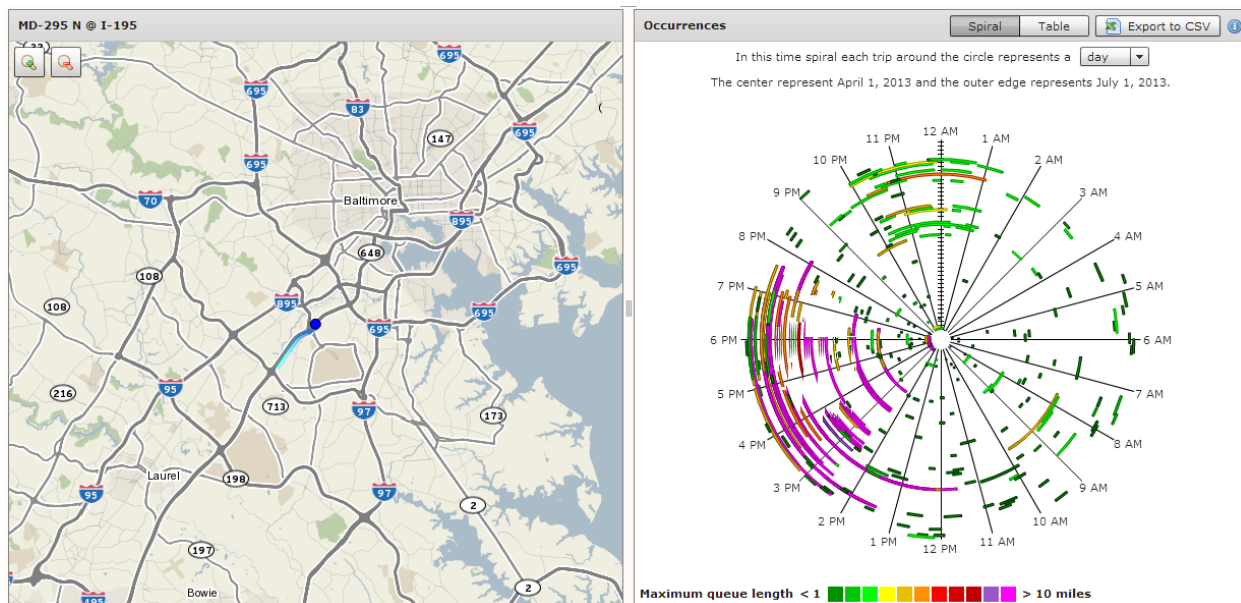 MD-295 N @ I-195
695
695
83
147
695
695
70
Baltimore
895
648
695
108
108
895
695
695
216
95
713
97
173
Laurel
198
95
97
2
197
2
Bowie
495
Occurrences
Spiral
Table
Export to CSV
In this time spiral each trip around the circle represents a day
The center represent April 1, 2013 and the outer edge represents July 1, 2013.
12 AM
11 PM
1 AM
10 PM
2 AM
9 PM
3 AM
8 PM
4 AM
7 PM
5 AM
6 PM
6 AM
5 PM
7 AM
4 PM
8 AM
3 PM
9 AM
2 PM
10 AM
1 PM
12 PM
11 AM
Maximum queue length < 1
> 10 miles